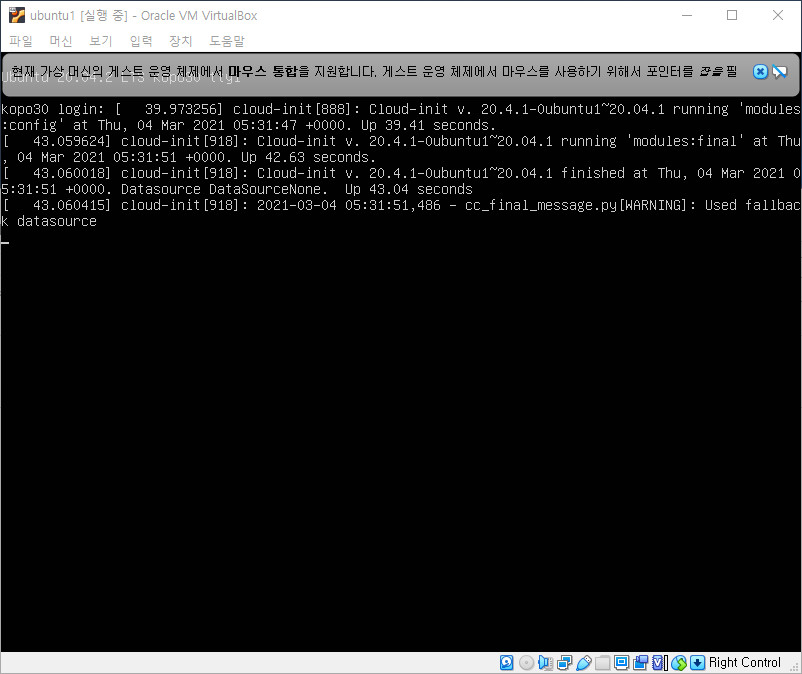 ubuntu1 [실행 중] - Oracle VM VirtualBox
파일 머신 보기 입력 장치 도움말
현재 가상 머신의 게스트 운영 체제에서 마우스 통합을 지원합니다. 게스트 운영 체제에서 마우스를 사용하기 위해서 포인터를 잡을 필
Ubuntu 20.04.2 LTS kopo30 tty1
kopo30 login: [   39.973256] cloud-init[888]: Cloud-init v. 20.4.1-0ubuntu1~20.04.1 running 'modules
:config' at Thu, 04 Mar 2021 05:31:47 +0000. Up 39.41 seconds.
[   43.059624] cloud-init[918]: Cloud-init v. 20.4.1-0ubuntu1~20.04.1 running 'modules:final' at Thu
, 04 Mar 2021 05:31:51 +0000. Up 42.63 seconds.
[   43.060018] cloud-init[918]: Cloud-init v. 20.4.1-0ubuntu1~20.04.1 finished at Thu, 04 Mar 2021 0
5:31:51 +0000. Datasource DataSourceNone.  Up 43.04 seconds
[   43.060415] cloud-init[918]: 2021-03-04 05:31:51,486 - cc_final_message.py[WARNING]: Used fallbac
k datasource
Right Control